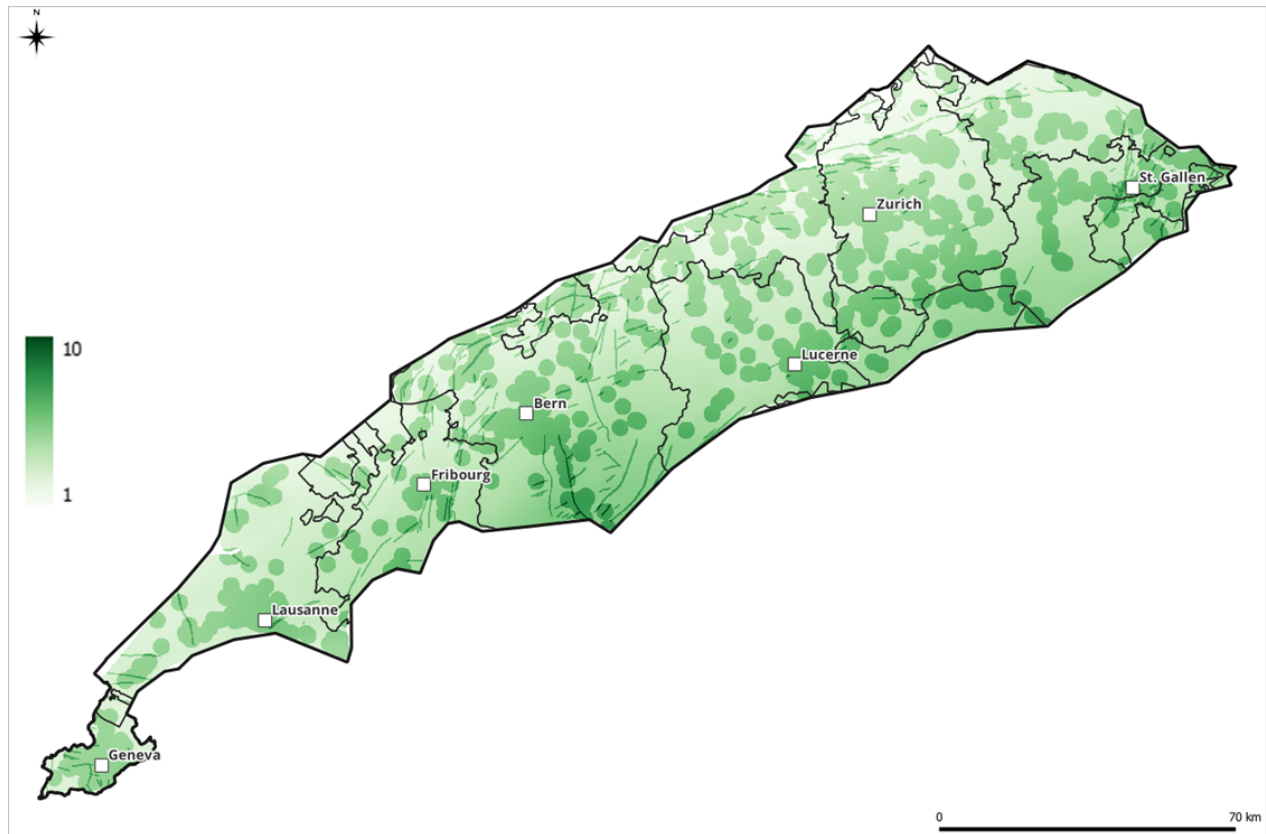 N
St. Gallen
Zurich
10
Lucerne
Bern
Fribourg
1
Lausanne
Geneva
0 70 km